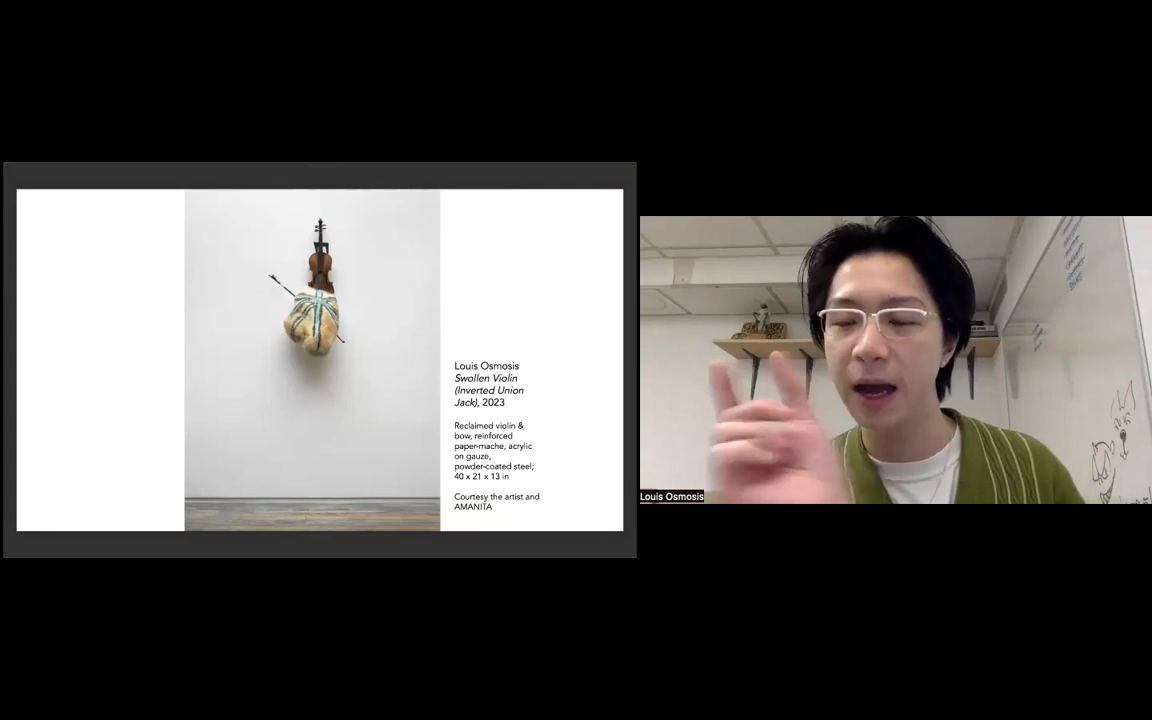 Louis Osmosis
Swollen Violin
(Inverted Union
Jack), 2023
Reclaimed violin &
bow, reinforced
paper-mache, acrylic
on gauze,
powder-coated steel;
40 x 21 x 13 in
Courtesy the artist and
AMANITA
Louis Osmosis